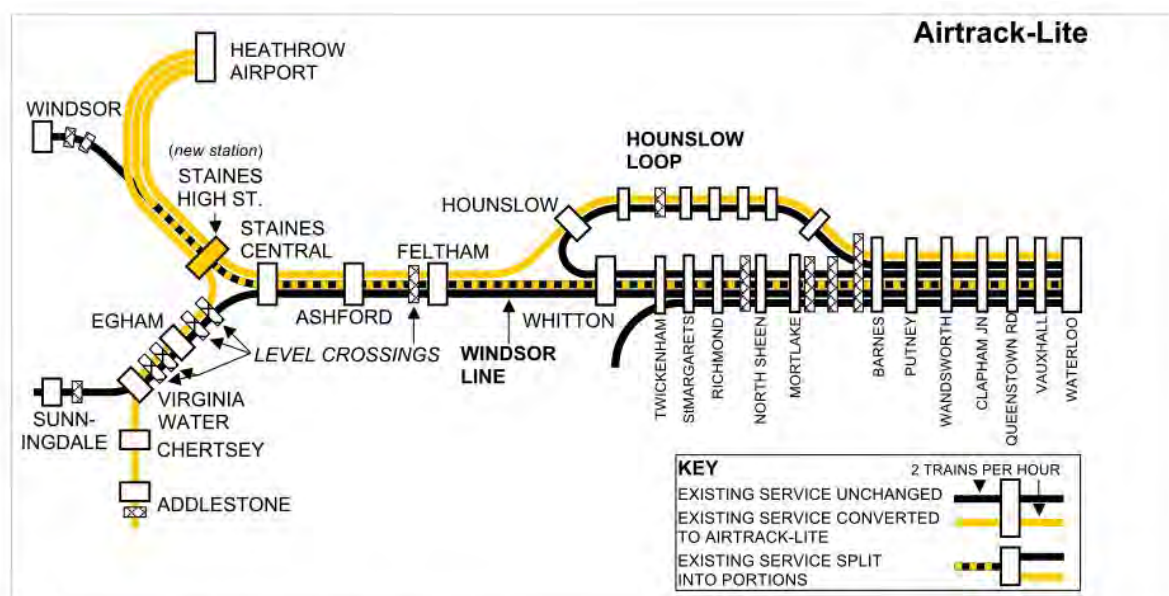 Airtrack-Lite
HEATHROW
AIRPORT
WINDSOR
(new station)
STAINES
HIGH ST.
STAINES
CENTRAL
HOUNSLOW
LOOP
HOUNSLOW
FELTHAM
EGHAM
ASHFORD
WHITTON
LEVEL CROSSINGS
WINDSOR
LINE
SUNN-
INGDALE
VIRGINIA
WATER
CHERTSEY
ADDLESTONE
TWICKENHAM
S\MARGARETS
RICHMOND
NORTH SHEEN
MORTLAKE
BARNES
PUTNEY
WANDSWORTH
CLAPHAM JN
QUEENSTOWN RD
VAUXHALL
WATERLOO
KEY
2 TRAINS PER HOUR
EXISTING SERVICE UNCHANGED
EXISTING SERVICE CONVERTED
TO AIRTRACK-LITE
EXISTING SERVICE SPLIT
INTO PORTIONS